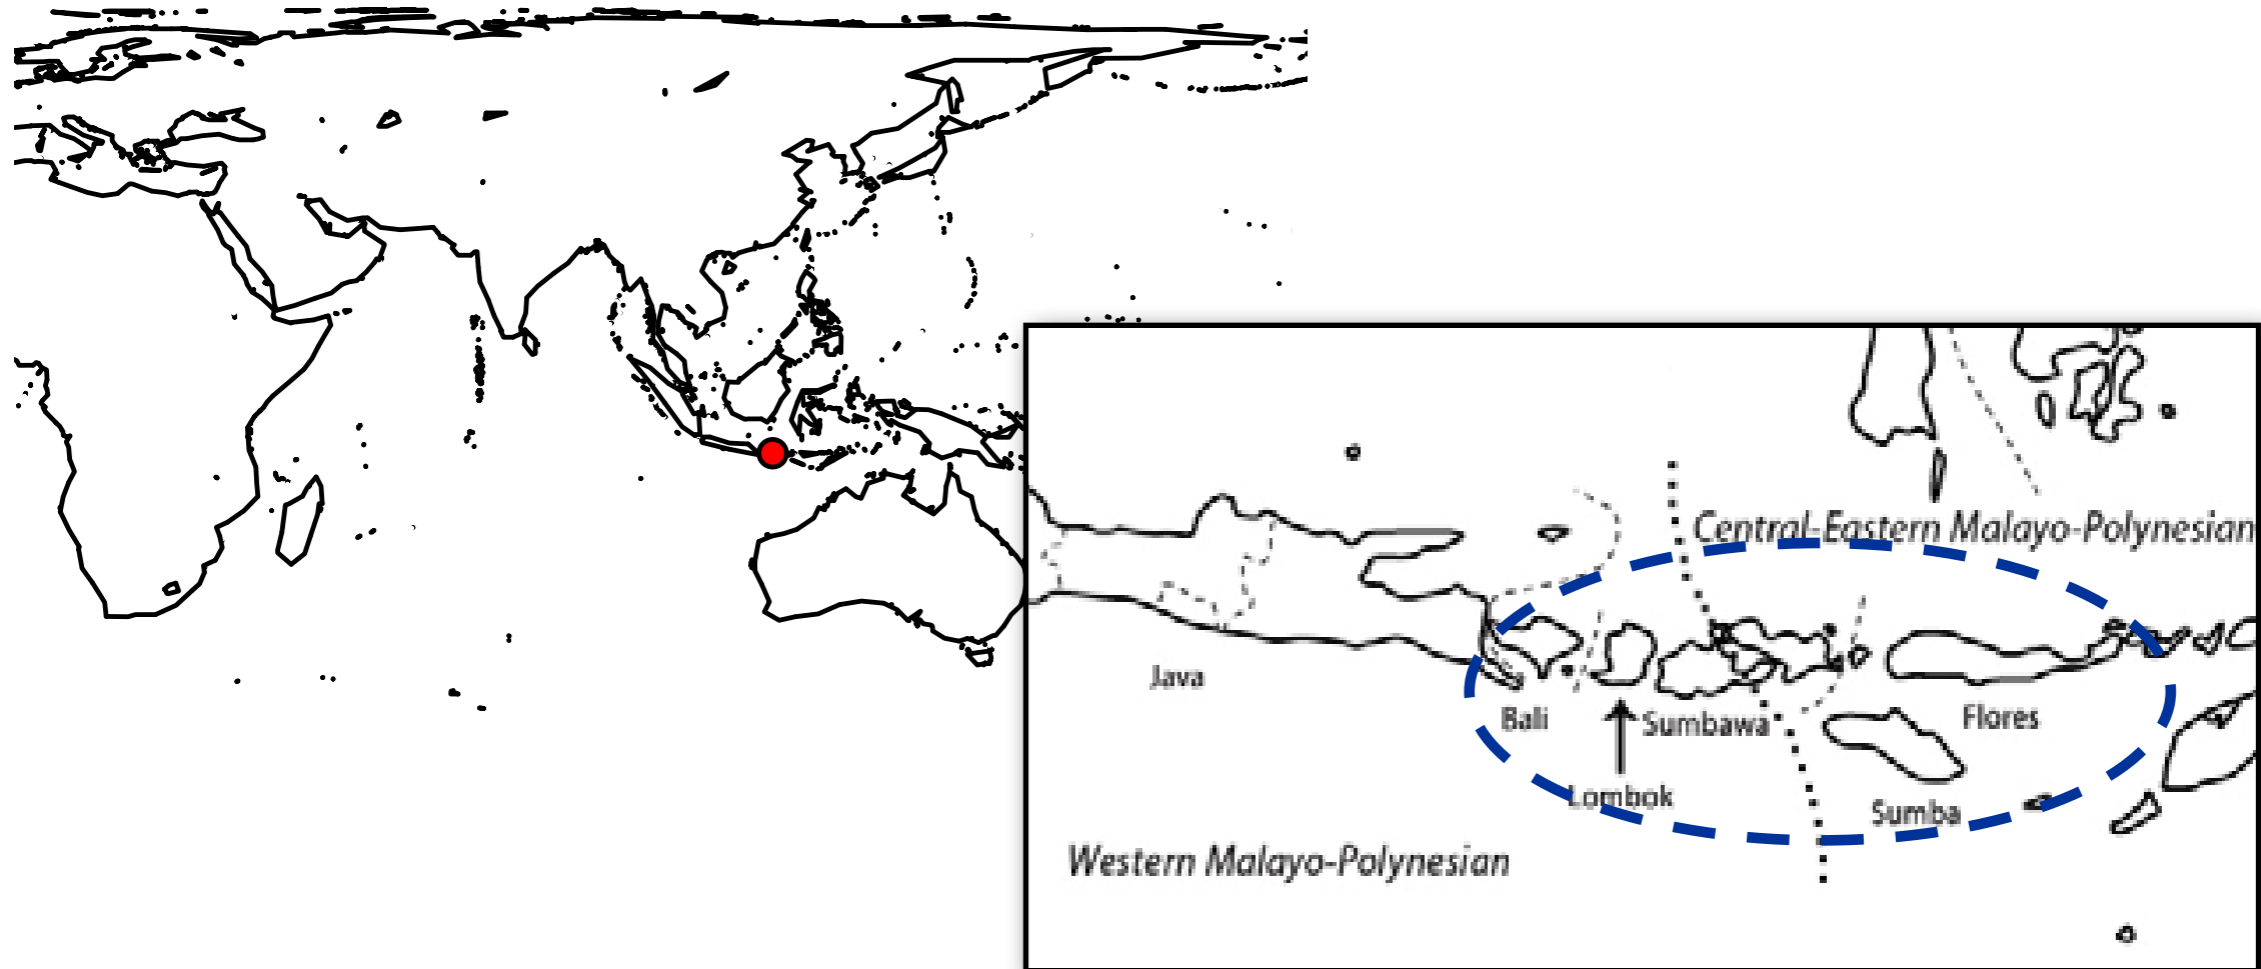 Central-Eastern Malayo-Polynesian
Java
Bali
Sumbawa
Flores
Lombok
Sumba
Western Malayo-Polynesian